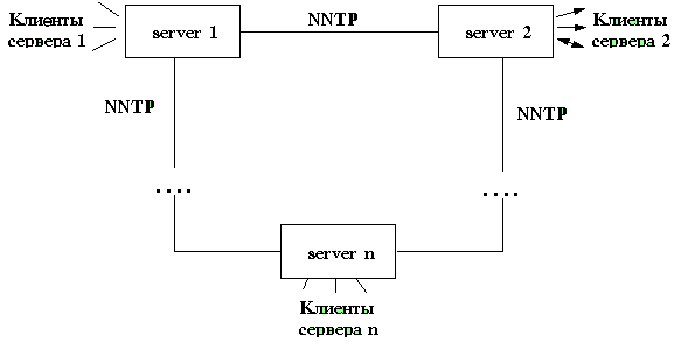 Клиенты
сервера 1
server 1
NNTP
server 2
Клиенты
сервера 2
NNTP
NNTP
....
....
server n
Клиенты
сервера n